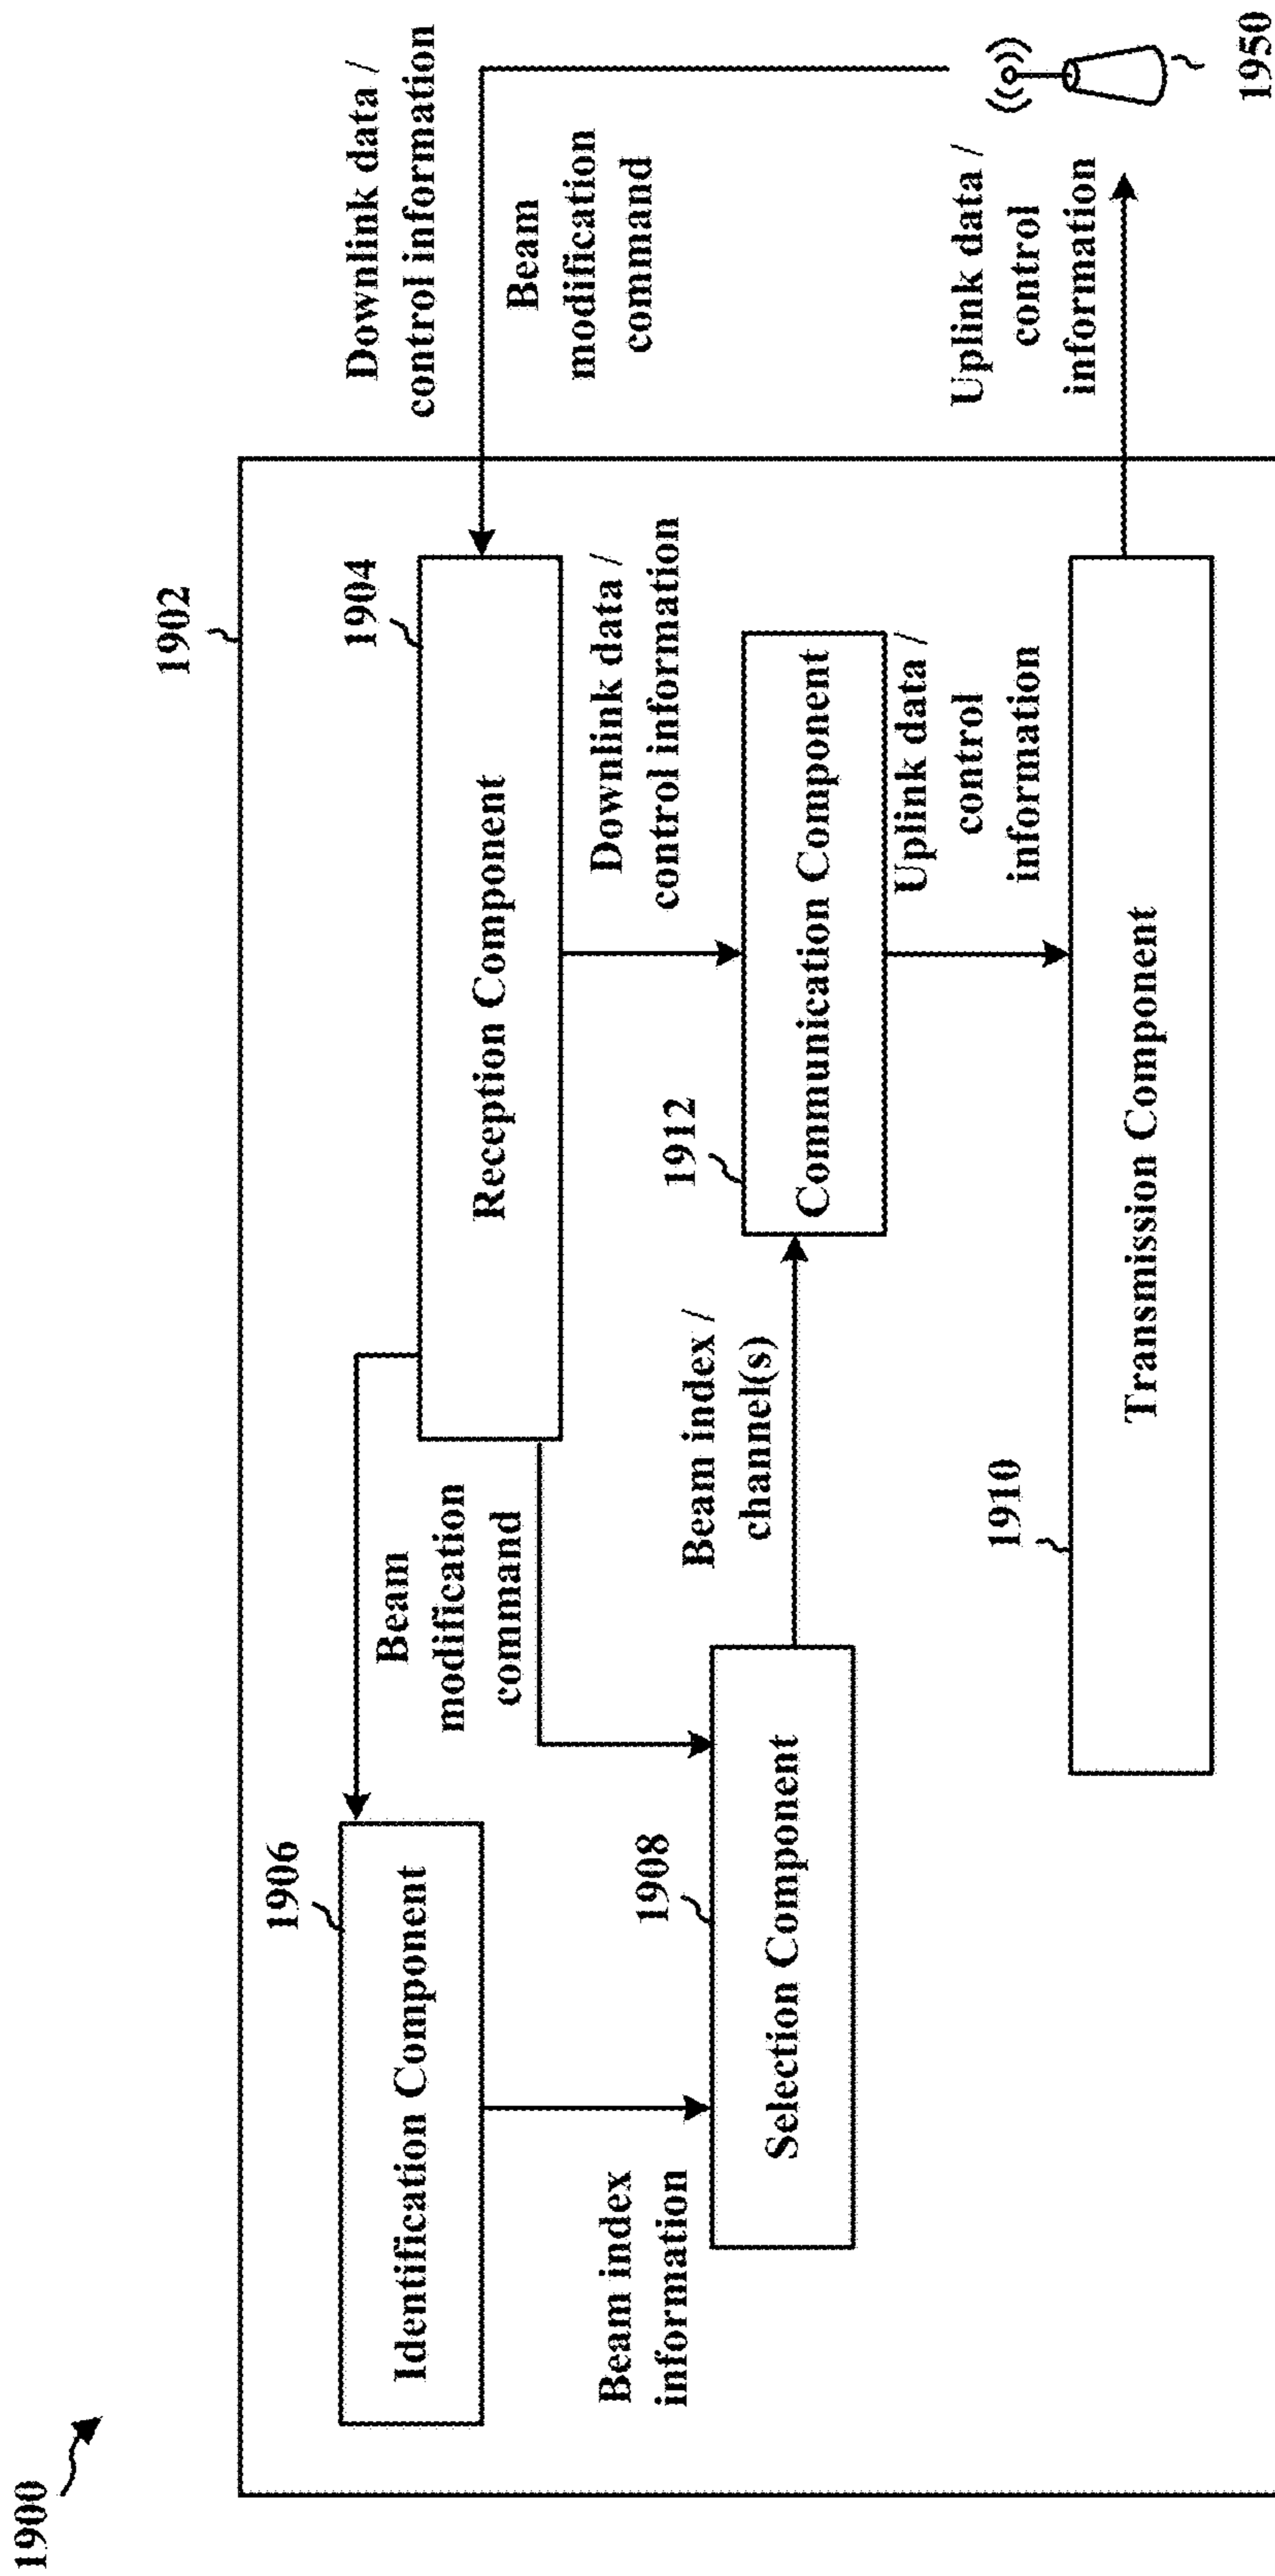 1900
1902
Downlink data /
control information
1906
1904
Identification Component
Beam
modification
command
Reception Component
Beam
modification
command
Beam index
information
1908
Selection Component
Beam index /
channel(s)
1912
Downlink data /
control information
Communication Component
Uplink data /
control
information
1910
Transmission Component
Uplink data /
control
information
1950